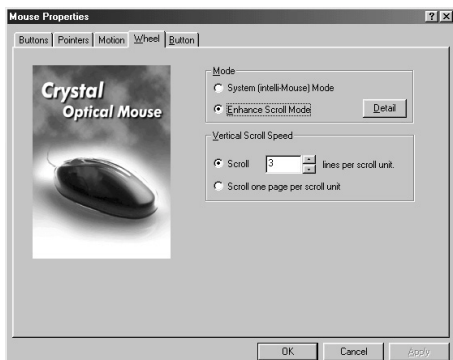 Mouse Properties
Buttons Pointers Motion Wheel Button
Crystal
Optical Mouse
Mode
System (intelli-Mouse) Mode
Enhance Scroll Mode
Detail
Vertical Scroll Speed
Scroll 3 lines per scroll unit.
Scroll one page per scroll unit
OK Cancel Apply